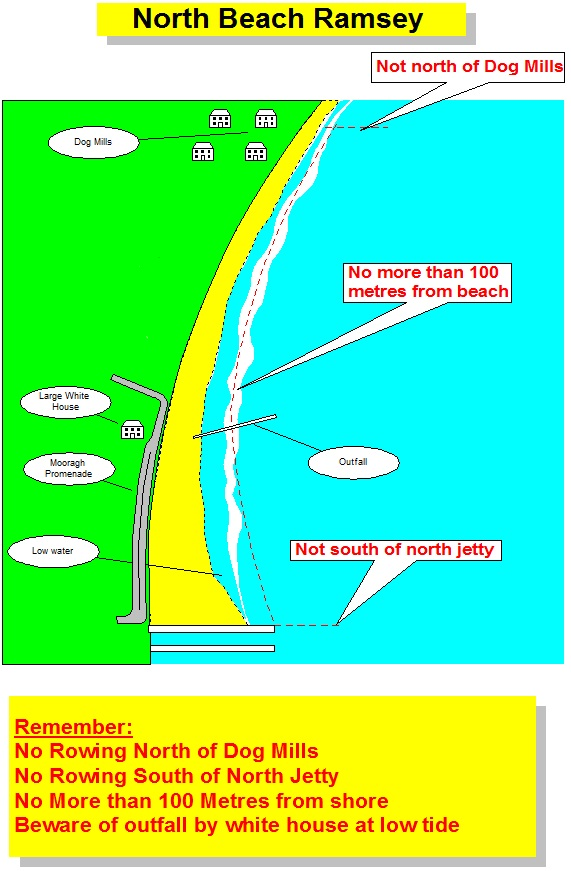 North Beach Ramsey
Not north of Dog Mills
Dog Mills
No more than 100
metres from beach
Large White
House
Mooragh
Promenade
Outfall
Low water
Not south of north jetty
Remember:
No Rowing North of Dog Mills
No Rowing South of North Jetty
No More than 100 Metres from shore
Beware of outfall by white house at low tide